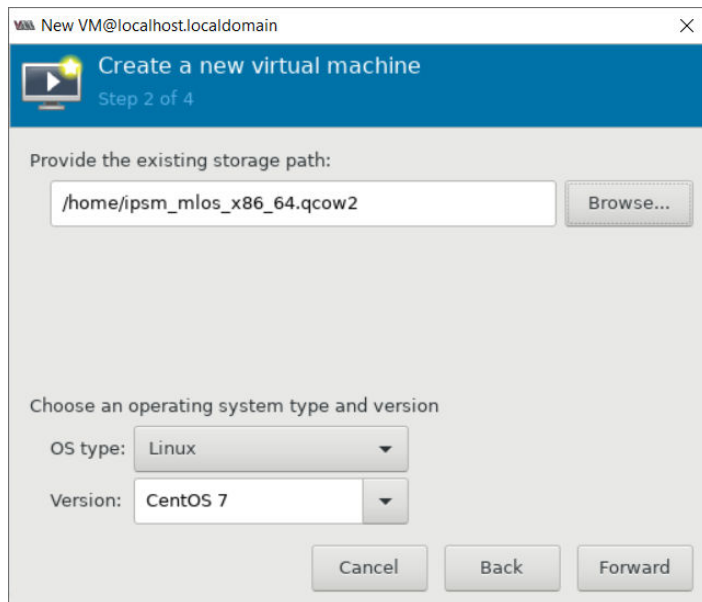 New VM@localhost.localdomain
Create a new virtual machine
Step 2 of 4
Provide the existing storage path:
/home/ipsm_mlos_x86_64.qcow2 Browse...
Choose an operating system type and version
OS type: Linux
Version: CentOS 7
Cancel Back Forward